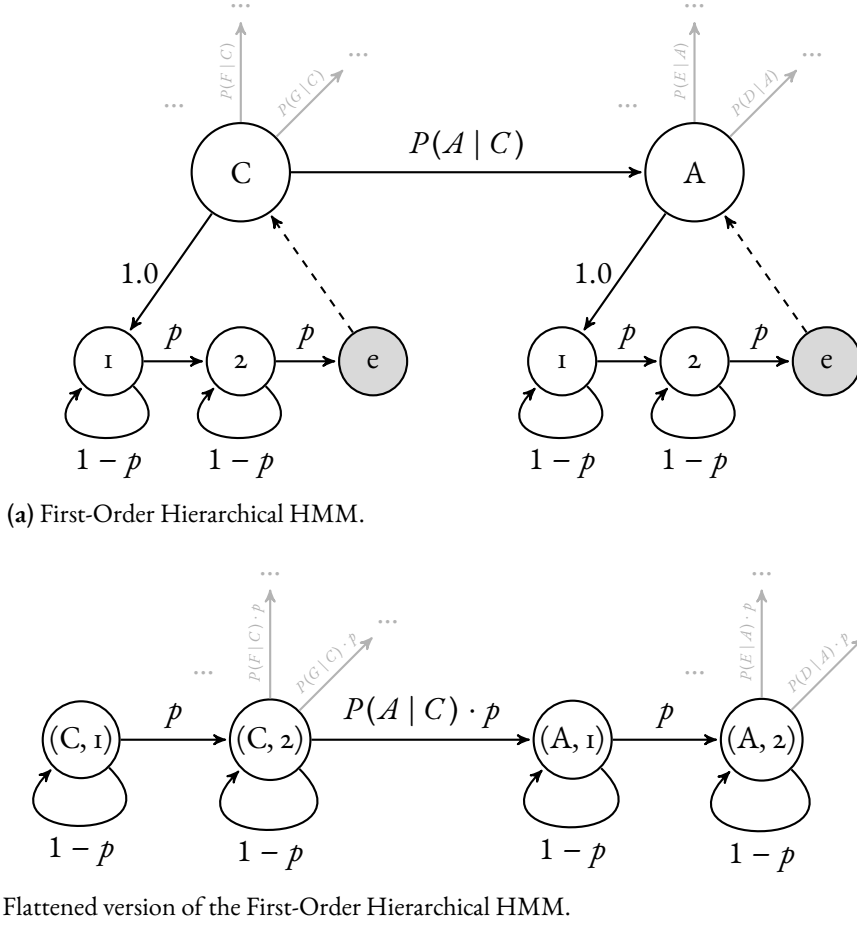 ... ...
P(F | C) P(G | C) ... P(E | A) P(D | A) ...
... ...
C P(A | C) A
1.0 1.0
1 p 2 p e 1 p 2 p e
1 − p 1 − p 1 − p 1 − p
(a) First-Order Hierarchical HMM.
... ...
P(F | C) · p P(G | C) · p ... P(E | A) · p P(D | A) · p
... ...
(C, 1) p (C, 2) P(A | C) · p (A, 1) p (A, 2)
1 − p 1 − p 1 − p 1 − p
Flattened version of the First-Order Hierarchical HMM.